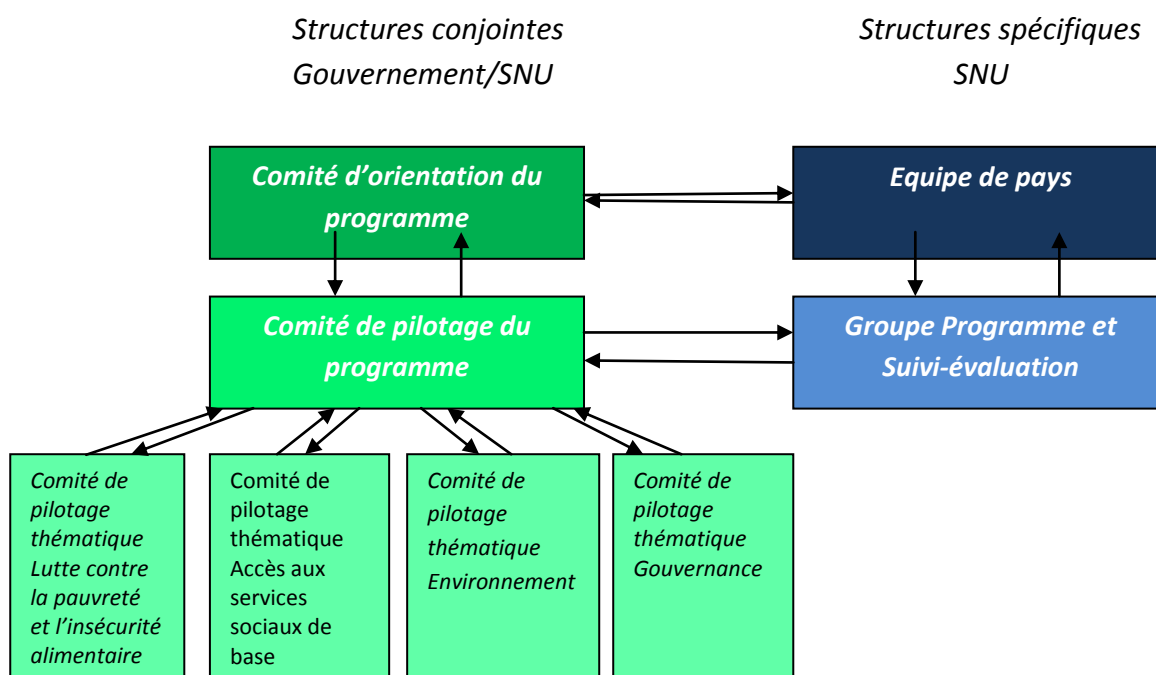 Structures conjointes
Gouvernement/SNU
Structures spécifiques
SNU
Comité d'orientation du
programme
Equipe de pays
Comité de pilotage du
programme
Groupe Programme et
Suivi-évaluation
Comité de
pilotage
thématique
Lutte contre
la pauvreté
et l'insécurité
alimentaire
Comité de
pilotage
thématique
Accès aux
services
sociaux de
base
Comité de
pilotage
thématique
Environnement
Comité de
pilotage
thématique
Gouvernance